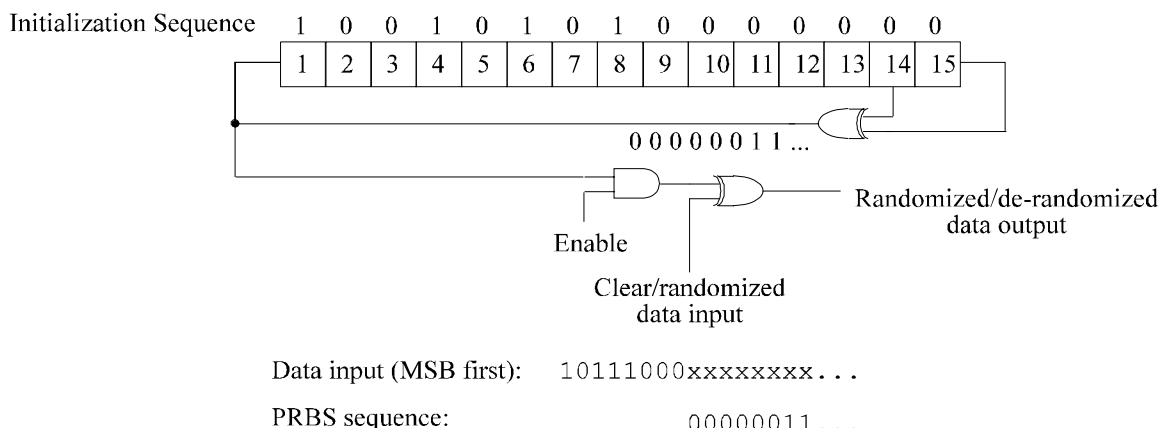 Initialization Sequence 1 0 0 1 0 1 0 1 0 0 0 0 0 0 0
1 2 3 4 5 6 7 8 9 10 11 12 13 14 15
0 0 0 0 0 0 1 1 ...
Randomized/de-randomized
data output
Enable
Clear/randomized
data input
Data input (MSB first): 10111000xxxxxxxx...
PRBS sequence: 00000011...